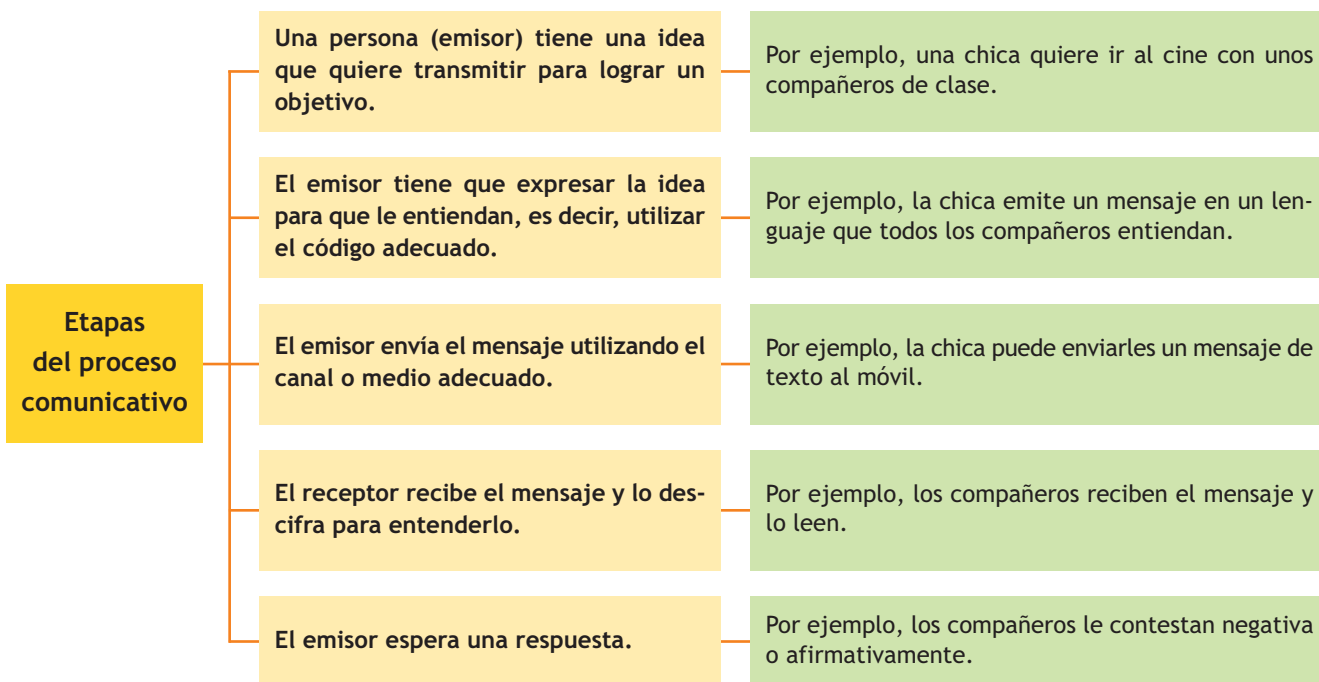 Etapas
del proceso
comunicativo
Una persona (emisor) tiene una idea
que quiere transmitir para lograr un
objetivo.
Por ejemplo, una chica quiere ir al cine con unos
compañeros de clase.
El emisor tiene que expresar la idea
para que le entiendan, es decir, utilizar
el código adecuado.
Por ejemplo, la chica emite un mensaje en un len-
guaje que todos los compañeros entiendan.
El emisor envía el mensaje utilizando el
canal o medio adecuado.
Por ejemplo, la chica puede enviarles un mensaje de
texto al móvil.
El receptor recibe el mensaje y lo des-
cifra para entenderlo.
Por ejemplo, los compañeros reciben el mensaje y
lo leen.
El emisor espera una respuesta.
Por ejemplo, los compañeros le contestan negativa
o afirmativamente.